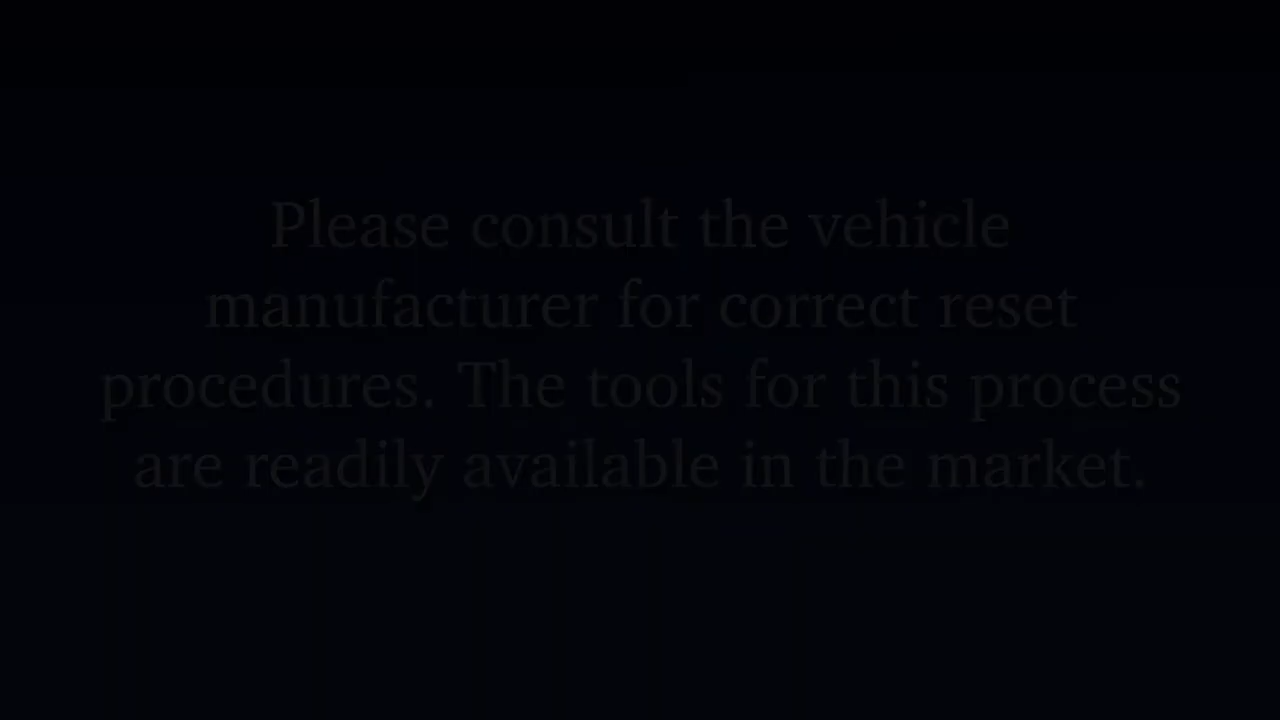 Please consult the vehicle
manufacturer for correct reset
procedures. The tools for this process
are readily available in the market.